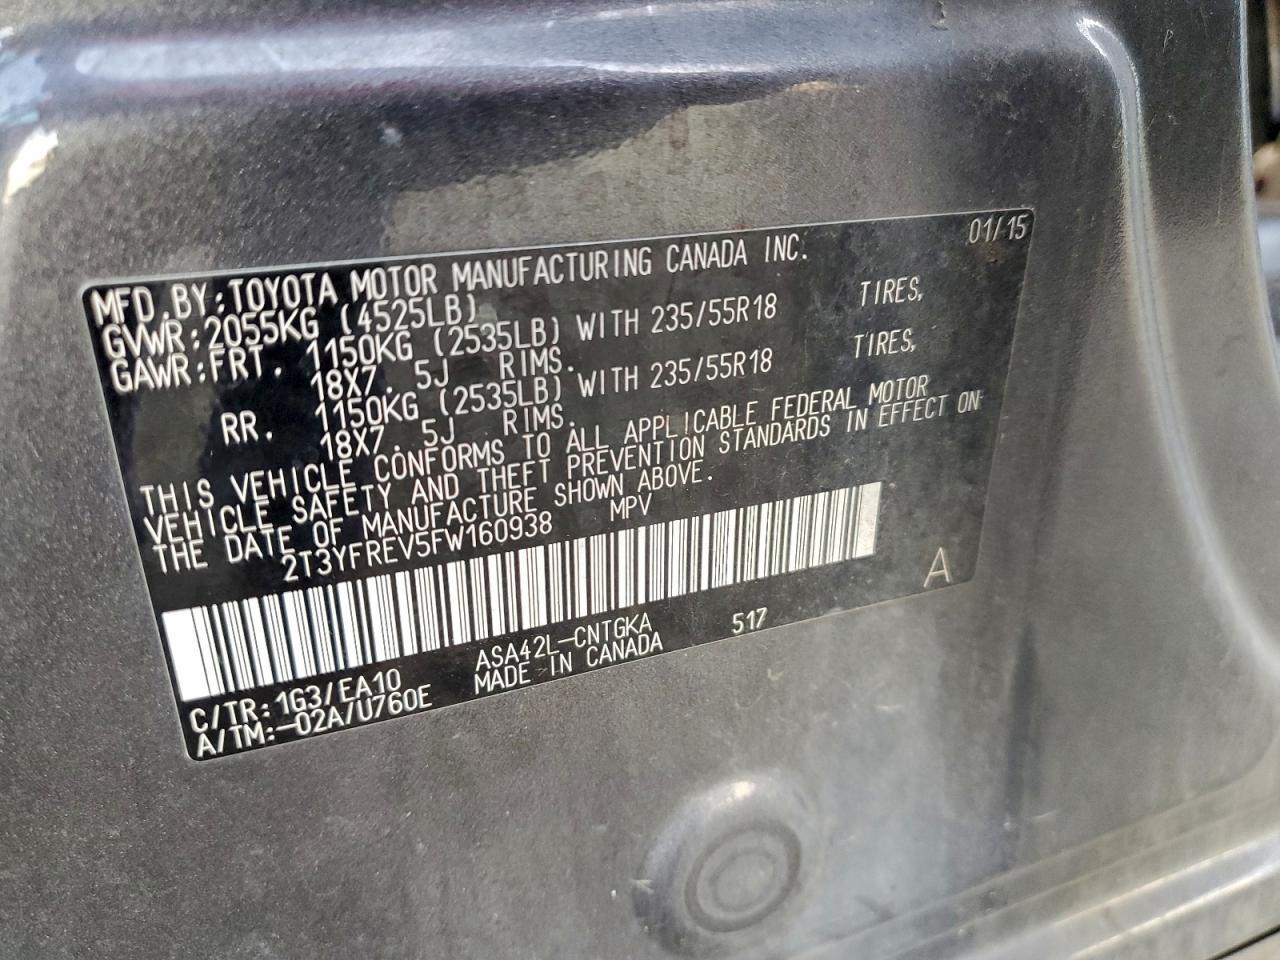 01/15
MFD.BY:TOYOTA MOTOR MANUFACTURING CANADA INC.
GVWR:2055KG (4525LB)
GAWR:FRT. 1150KG (2535LB) WITH 235/55R18 TIRES,
18X7.5J RIMS.
RR. 1150KG (2535LB) WITH 235/55R18 TIRES,
18X7.5J RIMS.
THIS VEHICLE CONFORMS TO ALL APPLICABLE FEDERAL MOTOR
VEHICLE SAFETY AND THEFT PREVENTION STANDARDS IN EFFECT ON
THE DATE OF MANUFACTURE SHOWN ABOVE.
2T3YFREV5FW160938 MPV
A
C/TR:1G3/EA10 ASA42L-CNTGKA 517
A/TM:-02A/U760E MADE IN CANADA